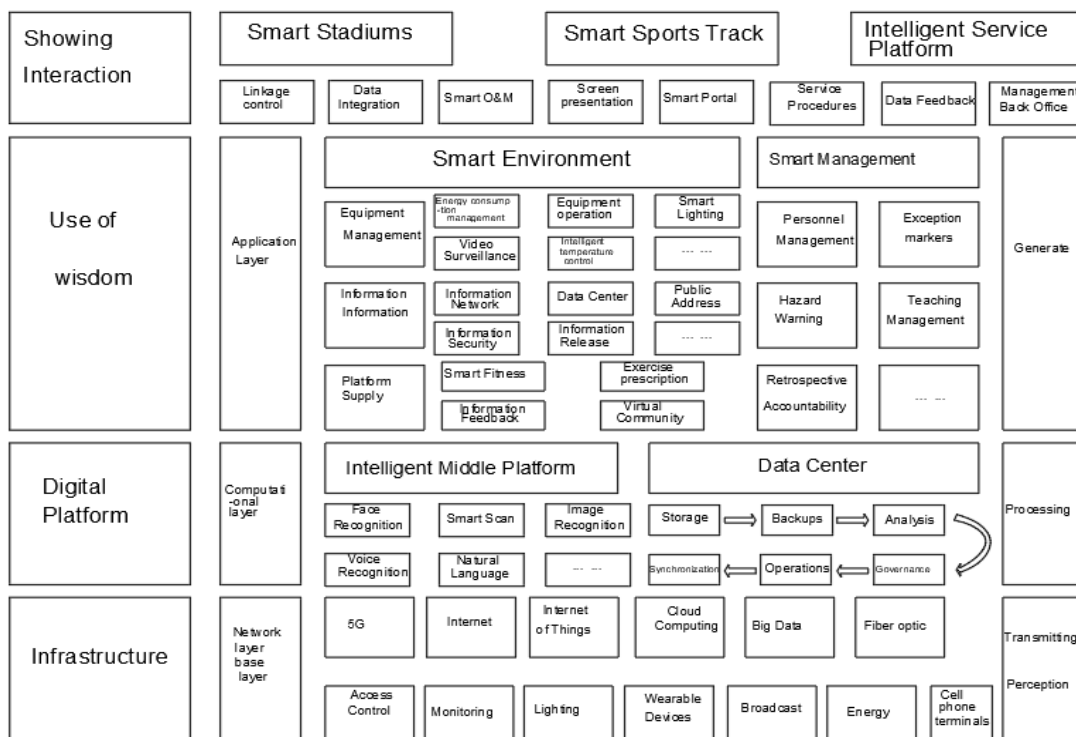 Showing
Interaction
Smart Stadiums
Smart Sports Track
Intelligent Service
Platform
Linkage
control
Data
Integration
Smart O&M
Screen
presentation
Smart Portal
Service
Procedures
Data Feedback
Management
Back Office
Use of
wisdom
Application
Layer
Smart Environment
Smart Management
Generate
Equipment
Management
Energy consump
-tion
management
Equipment
operation
Smart
Lighting
Video
Surveillance
Intelligent
temperature
control
... ...
Personnel
Management
Exception
markers
Information
Information
Information
Network
Data Center
Public
Address
Information
Security
Information
Release
... ...
Hazard
Warning
Teaching
Management
Platform
Supply
Smart Fitness
Exercise
prescription
Information
Feedback
Virtual
Community
Retrospective
Accountability
... ...
Digital
Platform
Computati
-onal
layer
Intelligent Middle Platform
Data Center
Processing
Face
Recognition
Smart Scan
Image
Recognition
Storage
Backups
Analysis
Voice
Recognition
Natural
Language
... ...
Synchronization
Operations
Governance
Infrastructure
Network
layer
base
layer
5G
Internet
Internet
of Things
Cloud
Computing
Big Data
Fiber optic
Transmitting
Perception
Access
Control
Monitoring
Lighting
Wearable
Devices
Broadcast
Energy
Cell
phone
terminals